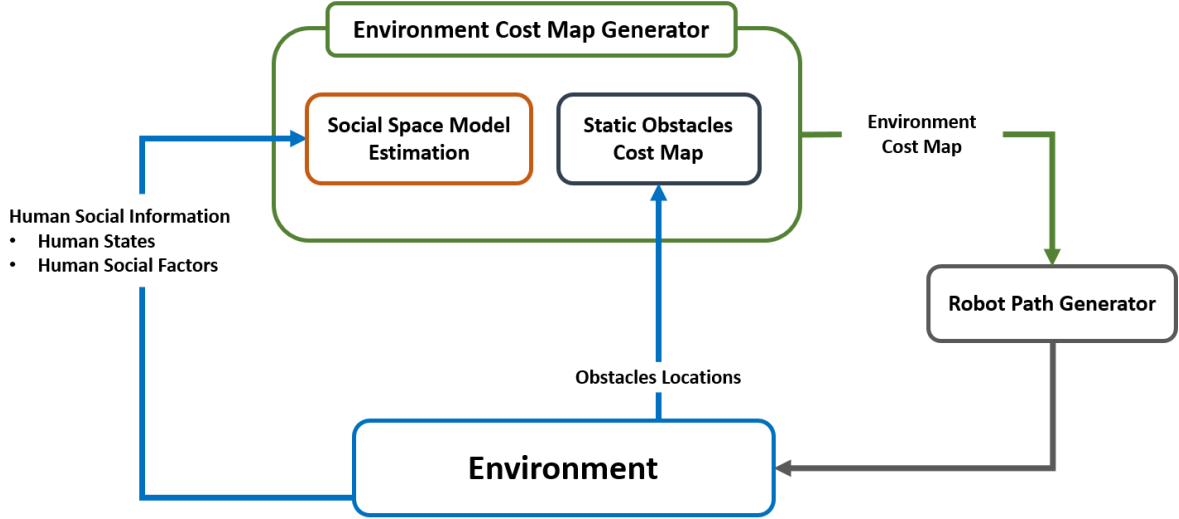 Environment Cost Map Generator
Social Space Model
Estimation
Static Obstacles
Cost Map
Environment
Cost Map
Human Social Information
• Human States
• Human Social Factors
Robot Path Generator
Obstacles Locations
Environment